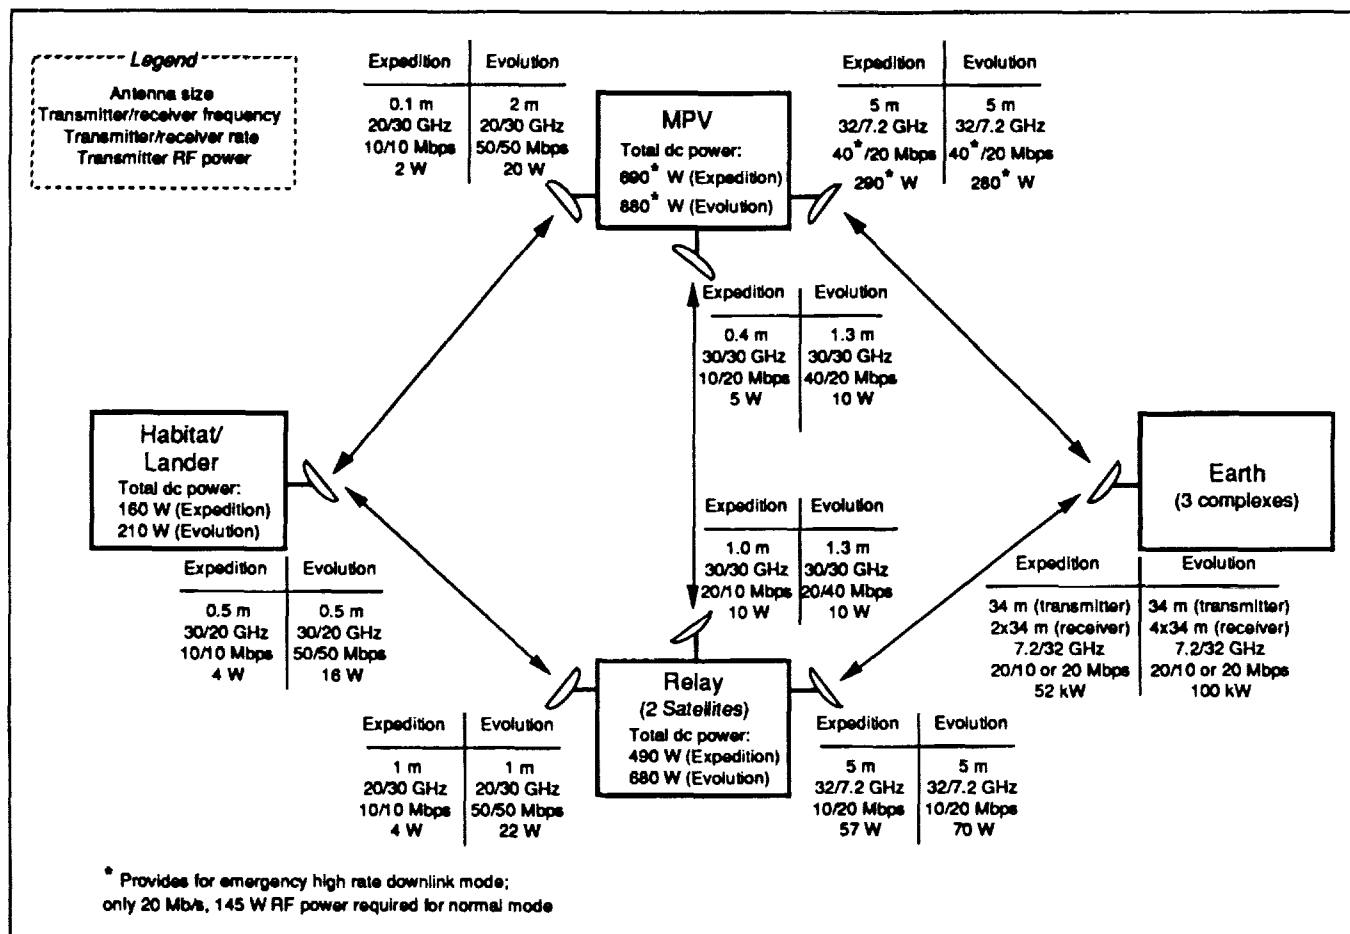 Legend
Antenna size
Transmitter/receiver frequency
Transmitter/receiver rate
Transmitter RF power
Expedition Evolution
0.1 m 2 m
20/30 GHz 20/30 GHz
10/10 Mbps 50/50 Mbps
2 W 20 W
MPV
Total dc power:
890* W (Expedition)
880* W (Evolution)
Expedition Evolution
5 m 5 m
32/7.2 GHz 32/7.2 GHz
40*/20 Mbps 40*/20 Mbps
290* W 280* W
Expedition Evolution
0.4 m 1.3 m
30/30 GHz 30/30 GHz
10/20 Mbps 40/20 Mbps
5 W 10 W
Habitat/
Lander
Total dc power:
160 W (Expedition)
210 W (Evolution)
Expedition Evolution
0.5 m 0.5 m
30/20 GHz 30/20 GHz
10/10 Mbps 50/50 Mbps
4 W 16 W
Expedition Evolution
1.0 m 1.3 m
30/30 GHz 30/30 GHz
20/10 Mbps 20/40 Mbps
10 W 10 W
Earth
(3 complexes)
Expedition Evolution
34 m (transmitter) 34 m (transmitter)
2x34 m (receiver) 4x34 m (receiver)
7.2/32 GHz 7.2/32 GHz
20/10 or 20 Mbps 20/10 or 20 Mbps
52 kW 100 kW
Relay
(2 Satellites)
Total dc power:
490 W (Expedition)
680 W (Evolution)
Expedition Evolution
1 m 1 m
20/30 GHz 20/30 GHz
10/10 Mbps 50/50 Mbps
4 W 22 W
Expedition Evolution
5 m 5 m
32/7.2 GHz 32/7.2 GHz
10/20 Mbps 10/20 Mbps
57 W 70 W
* Provides for emergency high rate downlink mode;
only 20 Mb/s, 145 W RF power required for normal mode